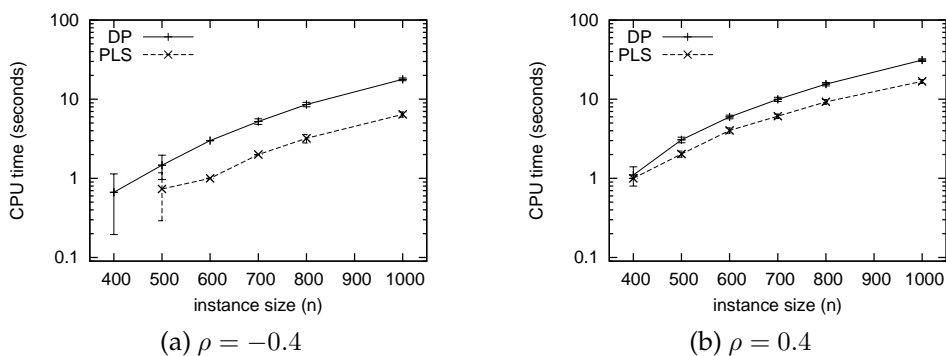 100
10
1
0.1
CPU time (seconds)
DP
PLS
400 500 600 700 800 900 1000
instance size (n)
(a) ρ = −0.4
100
10
1
0.1
CPU time (seconds)
DP
PLS
400 500 600 700 800 900 1000
instance size (n)
(b) ρ = 0.4